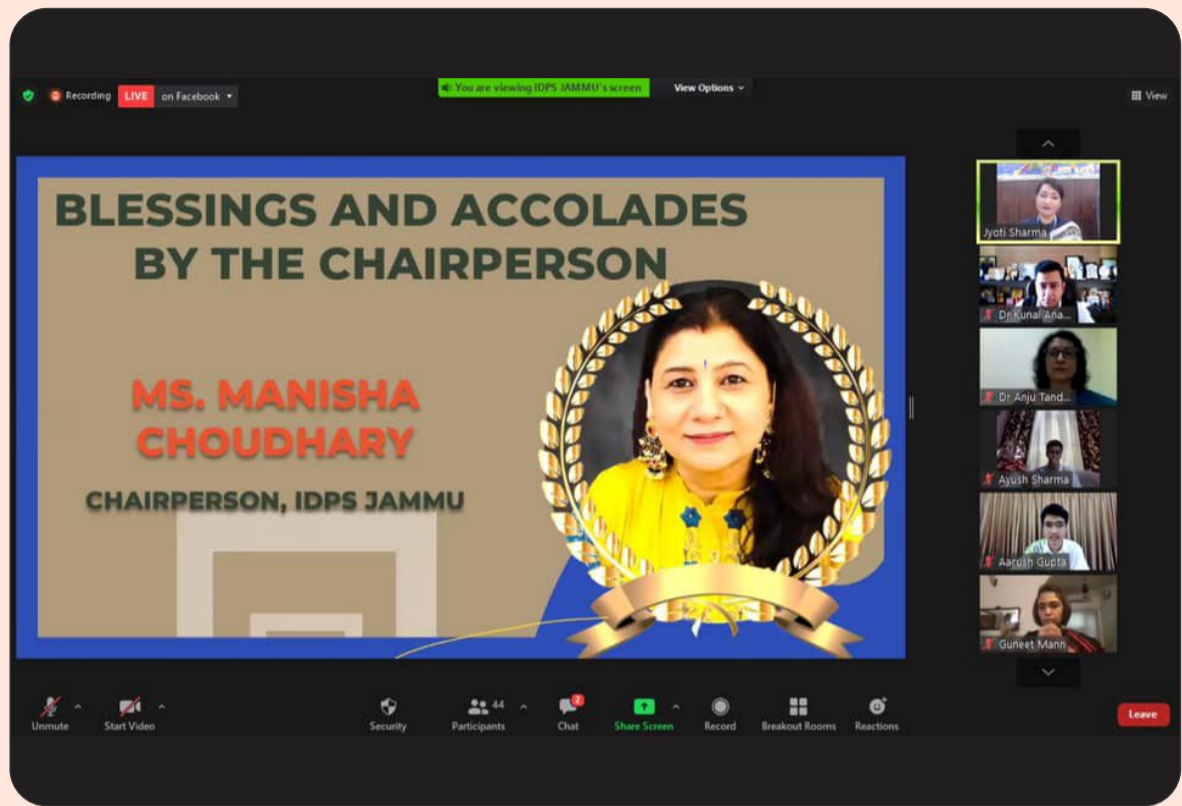 Recording LIVE on Facebook
You are viewing IDPS JAMMU's screen View Options
View
BLESSINGS AND ACCOLADES
BY THE CHAIRPERSON
MS. MANISHA
CHOUDHARY
CHAIRPERSON, IDPS JAMMU
Jyoti Sharma
Dr Kunal Ana...
Dr Anju Tand...
Ayush Sharma
Aarush Gupta
Guneet Mann
Unmute
Start Video
Security
44
Participants
2
Chat
Share Screen
Record
Breakout Rooms
Reactions
Leave